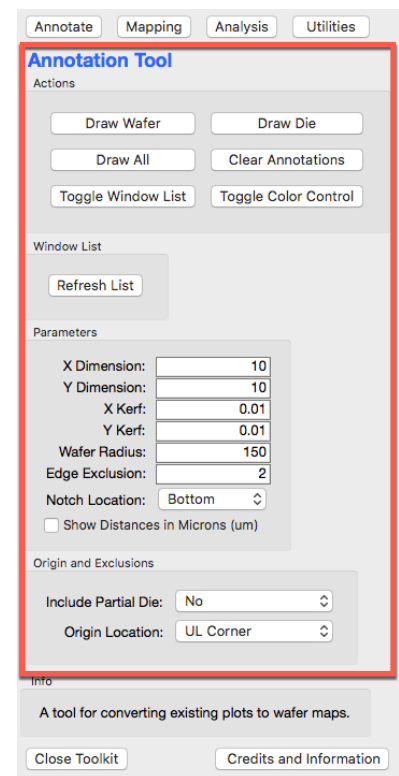 Annotate Mapping Analysis Utilities
Annotation Tool
Actions
Draw Wafer Draw Die
Draw All Clear Annotations
Toggle Window List Toggle Color Control
Window List
Refresh List
Parameters
X Dimension: 10
Y Dimension: 10
X Kerf: 0.01
Y Kerf: 0.01
Wafer Radius: 150
Edge Exclusion: 2
Notch Location: Bottom
Show Distances in Microns (um)
Origin and Exclusions
Include Partial Die: No
Origin Location: UL Corner
Info
A tool for converting existing plots to wafer maps.
Close Toolkit Credits and Information